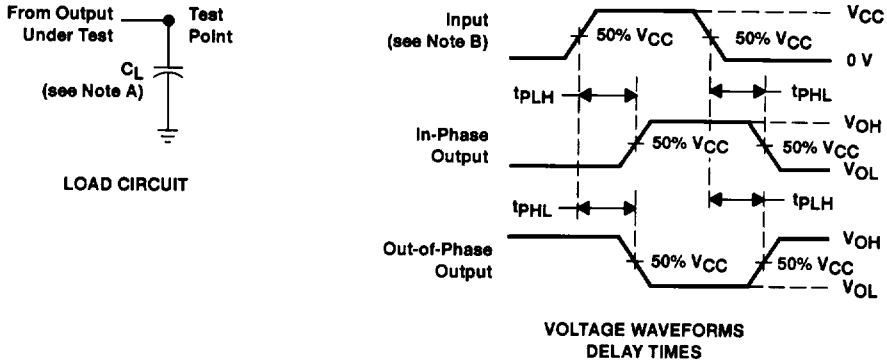 From Output
Under Test
Test
Point
CL
(see Note A)
LOAD CIRCUIT
Input
(see Note B)
50% VCC
50% VCC
VCC
0 V
tPLH
tPHL
In-Phase
Output
50% VCC
50% VCC
VOH
VOL
tPHL
tPLH
Out-of-Phase
Output
50% VCC
50% VCC
VOH
VOL
VOLTAGE WAVEFORMS
DELAY TIMES